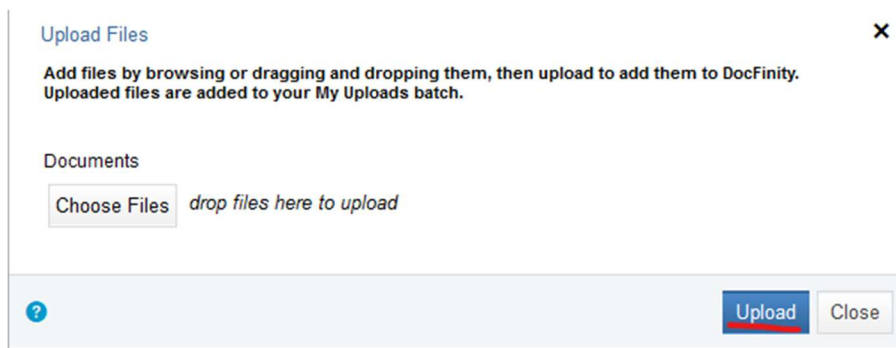 Upload Files
×
Add files by browsing or dragging and dropping them, then upload to add them to DocFinity.
Uploaded files are added to your My Uploads batch.
Documents
Choose Files drop files here to upload
?
Upload Close